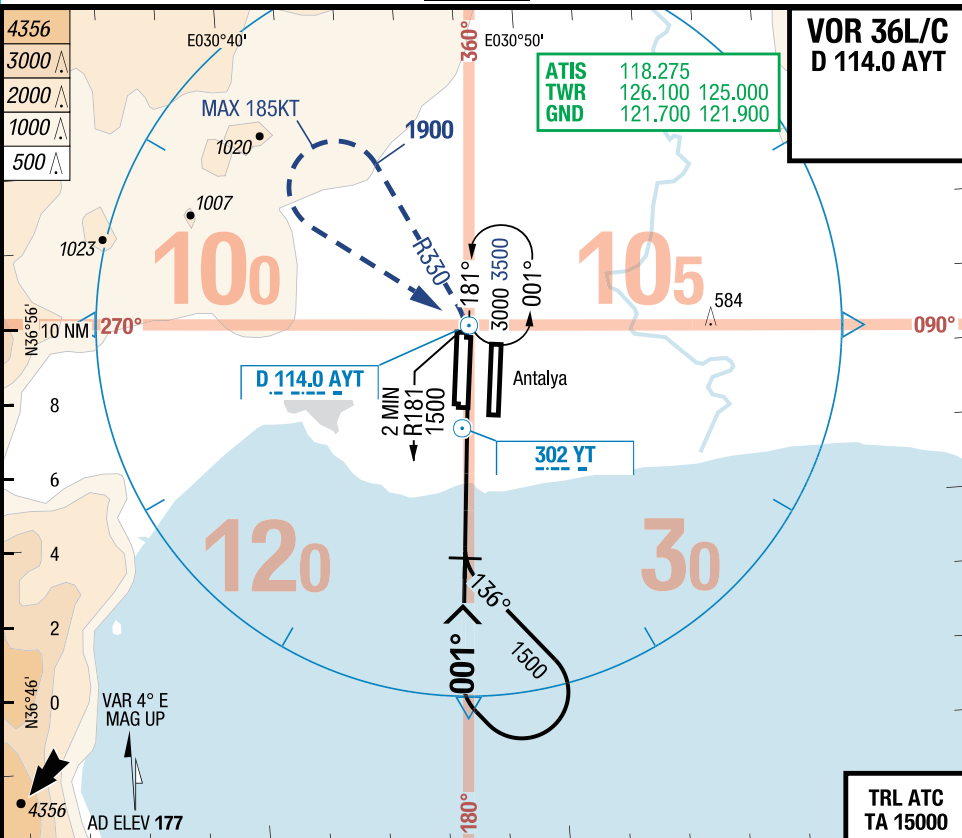 4356
3000
2000
1000
500
E030°40'
360°
E030°50'
VOR 36L/C
D 114.0 AYT
ATIS 118.275
TWR 126.100 125.000
GND 121.700 121.900
MAX 185KT
1900
1020
1007
1023
R330
181°
3000 3500
001°
100
105
584
N36°56'
10 NM
270°
090°
D 114.0 AYT
2 MIN
R181
1500
Antalya
302 YT
8
6
4
2
0
120
30
136°
1500
001°
N36°46'
VAR 4° E
MAG UP
4356
AD ELEV 177
180°
TRL ATC
TA 15000